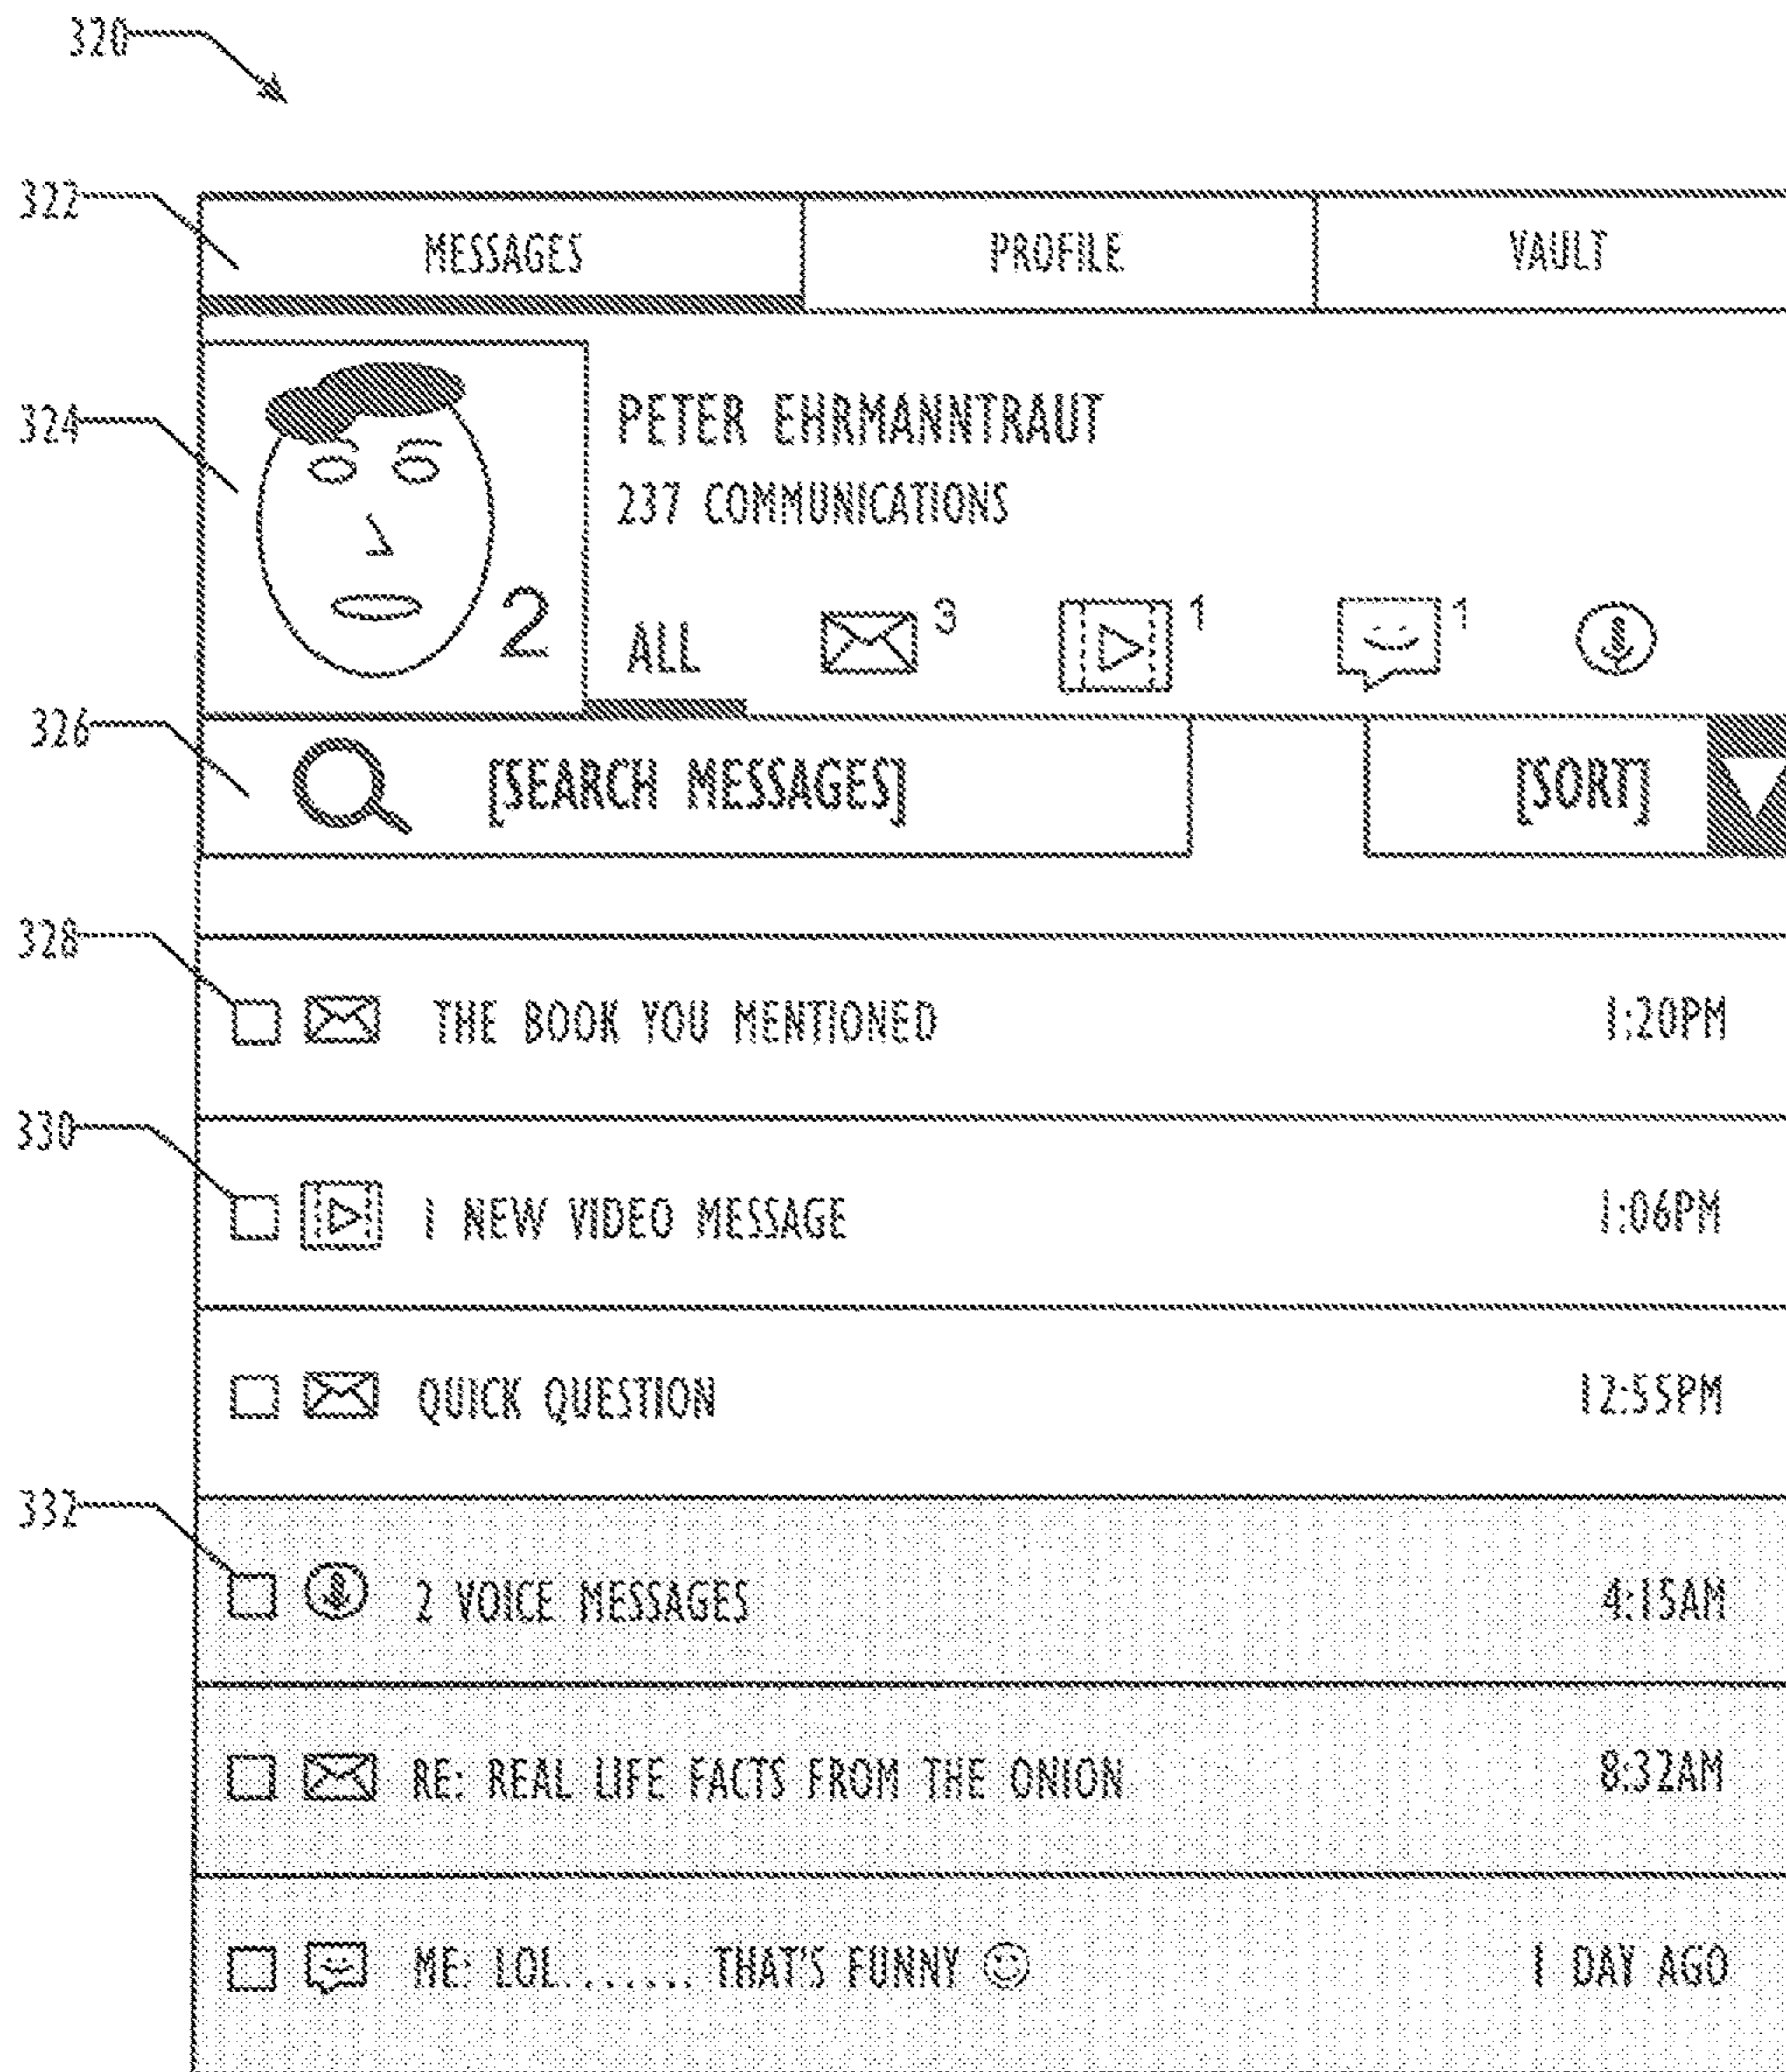 320
322
MESSAGES PROFILE VAULT
324
PETER EHRMANNTRAUT
237 COMMUNICATIONS
2
ALL 3 1 1
326
[SEARCH MESSAGES] [SORT]
328
THE BOOK YOU MENTIONED 1:20PM
330
1 NEW VIDEO MESSAGE 1:06PM
QUICK QUESTION 12:55PM
332
2 VOICE MESSAGES 4:15AM
RE: REAL LIFE FACTS FROM THE ONION 8:32AM
ME: LOL....... THAT'S FUNNY ☺ 1 DAY AGO